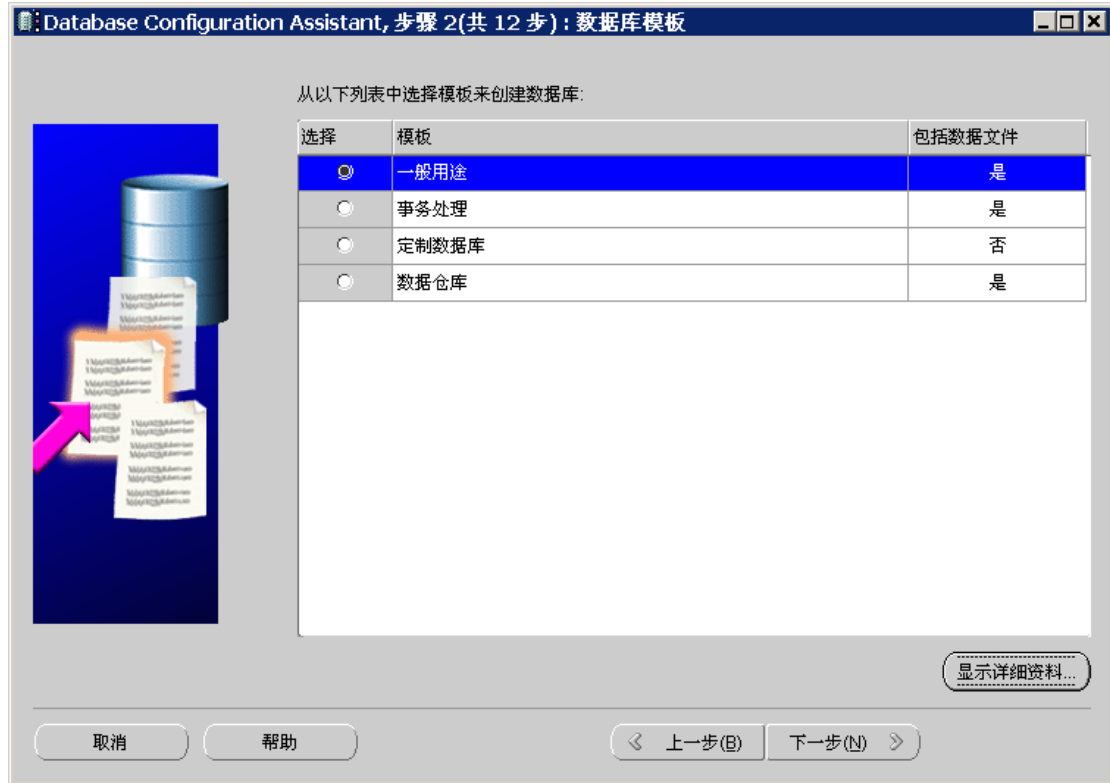 Database Configuration Assistant, 步骤 2(共 12 步) : 数据库模板
从以下列表中选择模板来创建数据库:
选择 模板 包括数据文件
一般用途 是
事务处理 是
定制数据库 否
数据仓库 是
显示详细资料...
取消 帮助 上一步(B) 下一步(N)